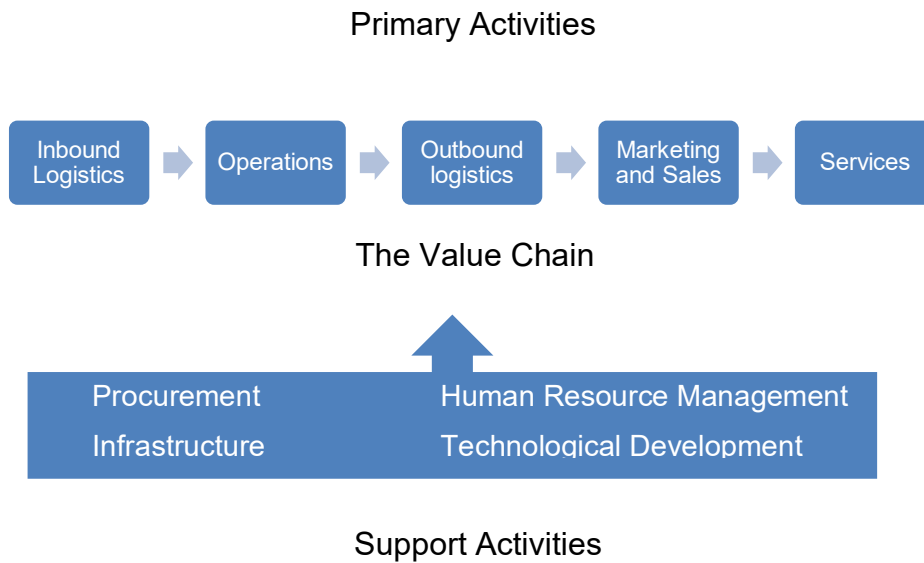 Primary Activities
Inbound
Logistics
Operations
Outbound
logistics
Marketing
and Sales
Services
The Value Chain
Procurement
Human Resource Management
Infrastructure
Technological Development
Support Activities